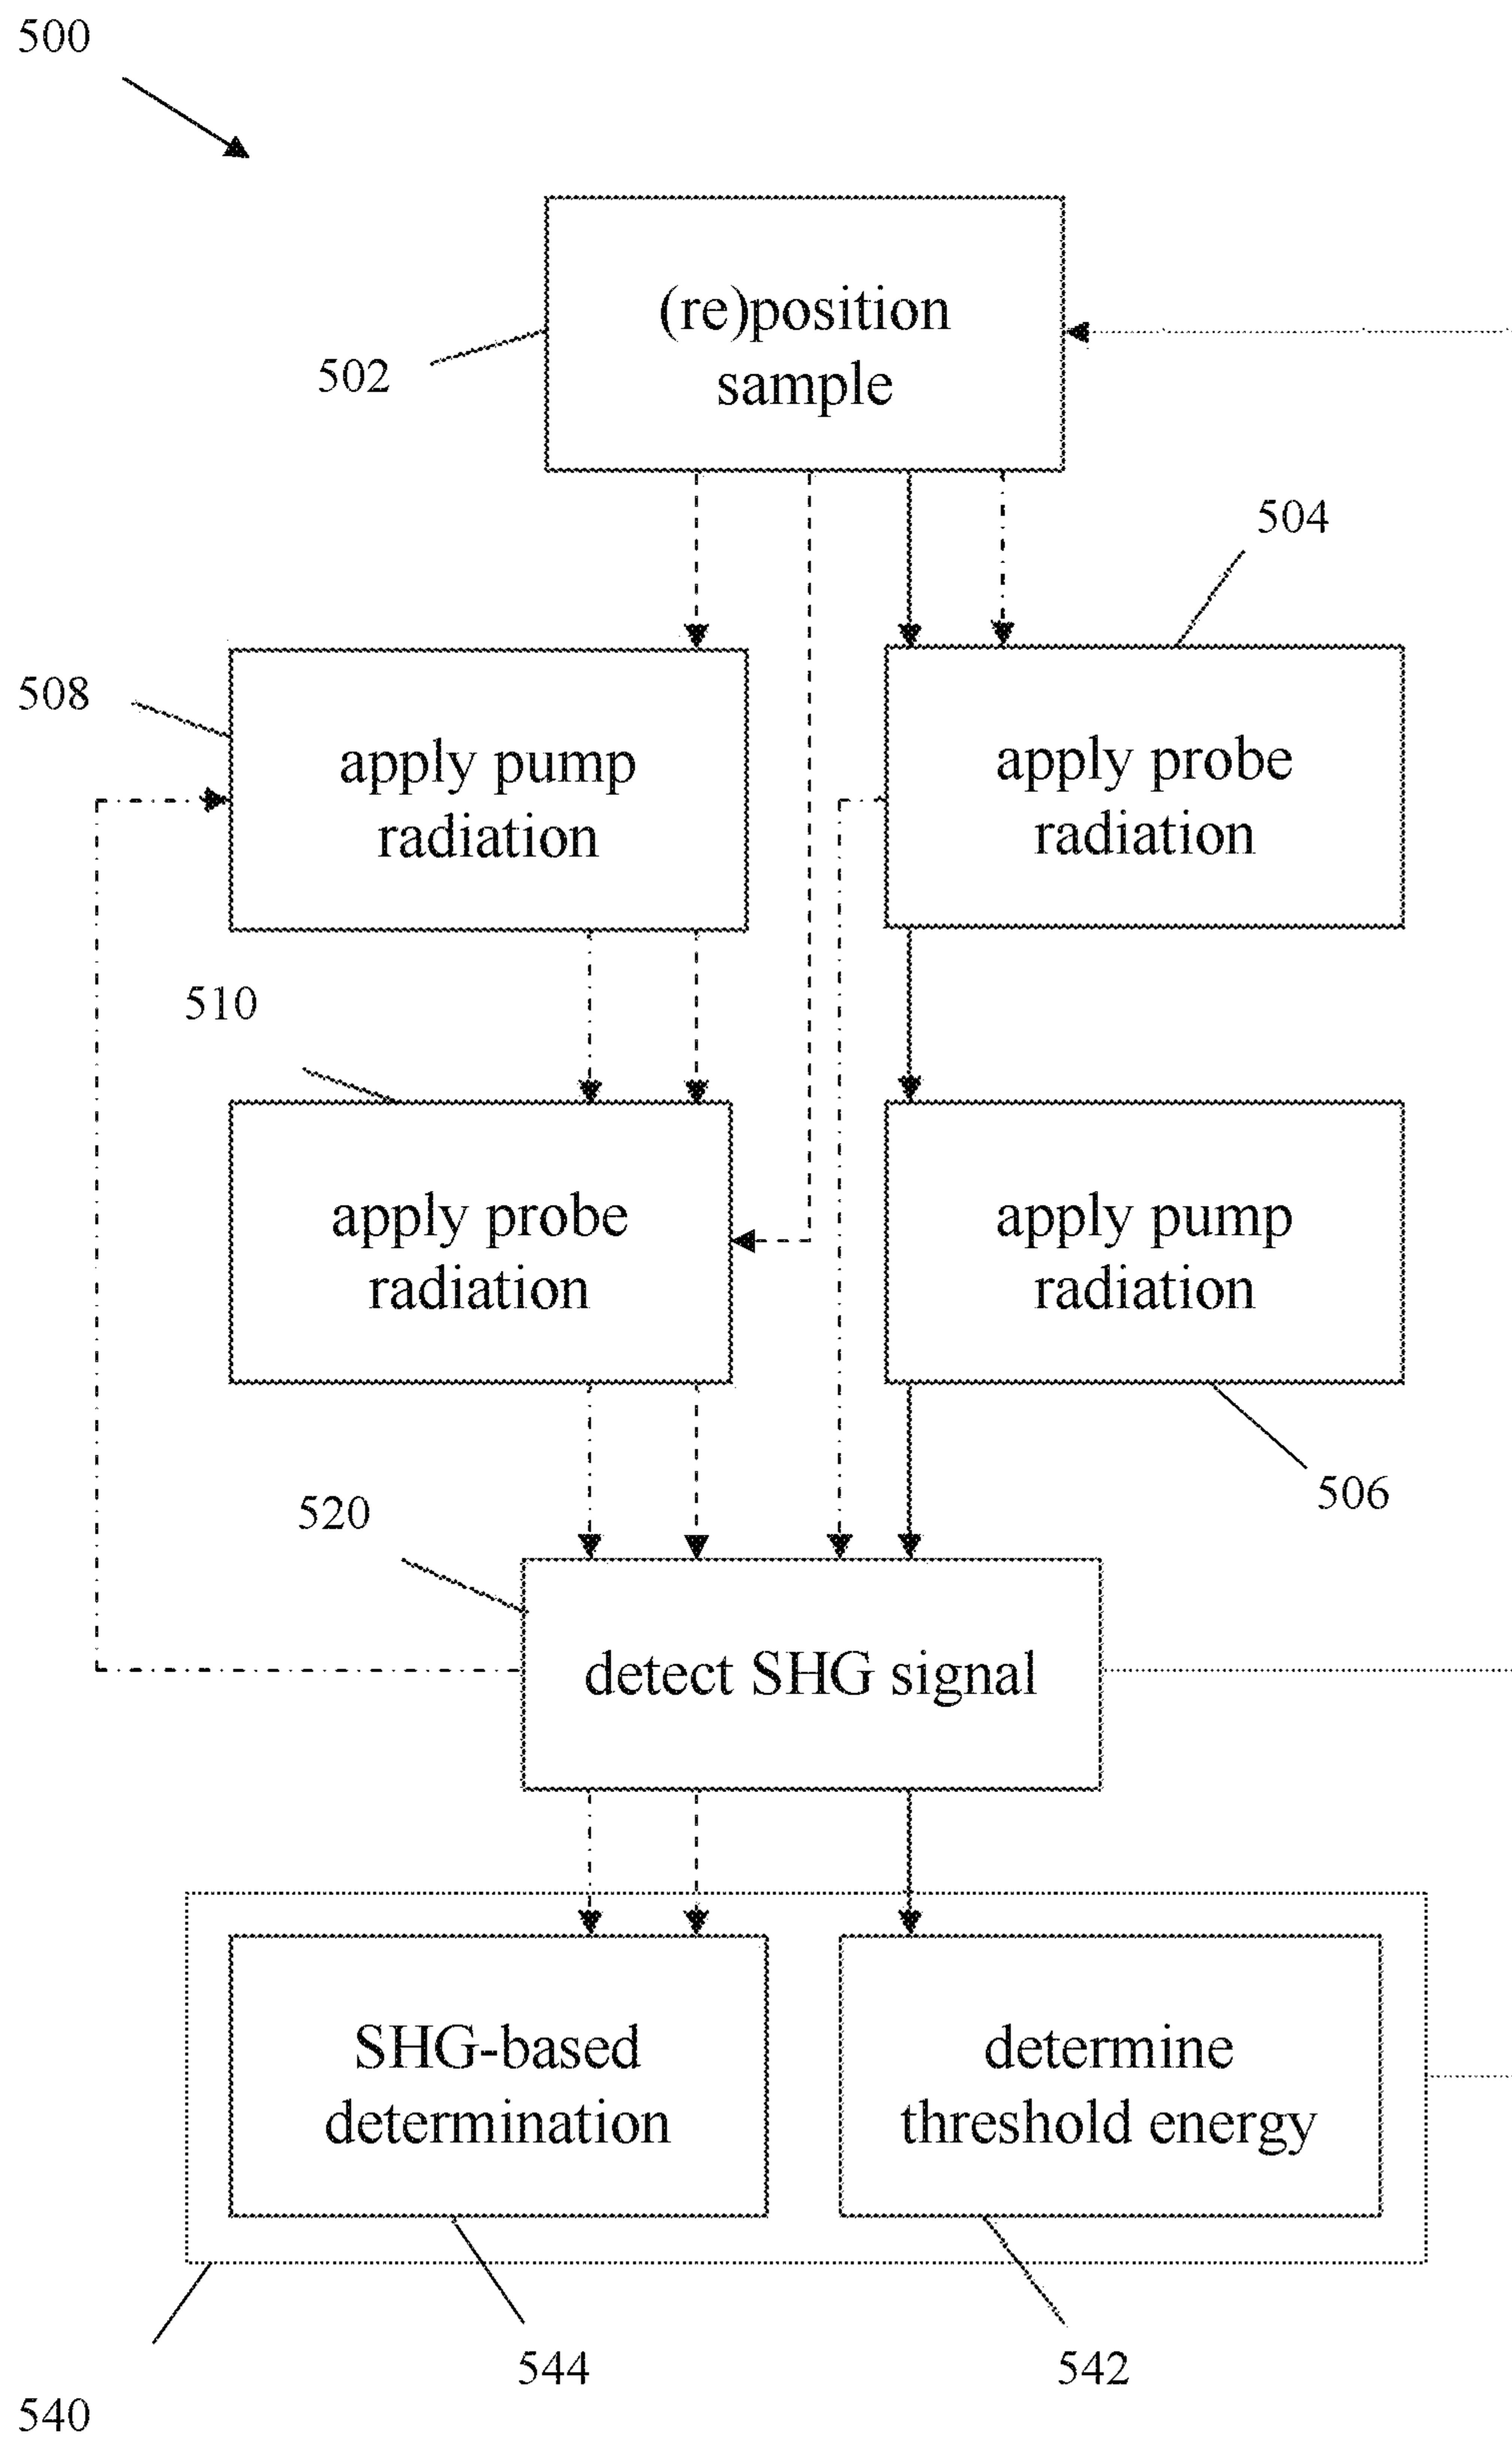 500
(re)position
sample
502
504
508
apply pump
radiation
apply probe
radiation
510
apply probe
radiation
apply pump
radiation
506
520
detect SHG signal
SHG-based
determination
determine
threshold energy
544
542
540